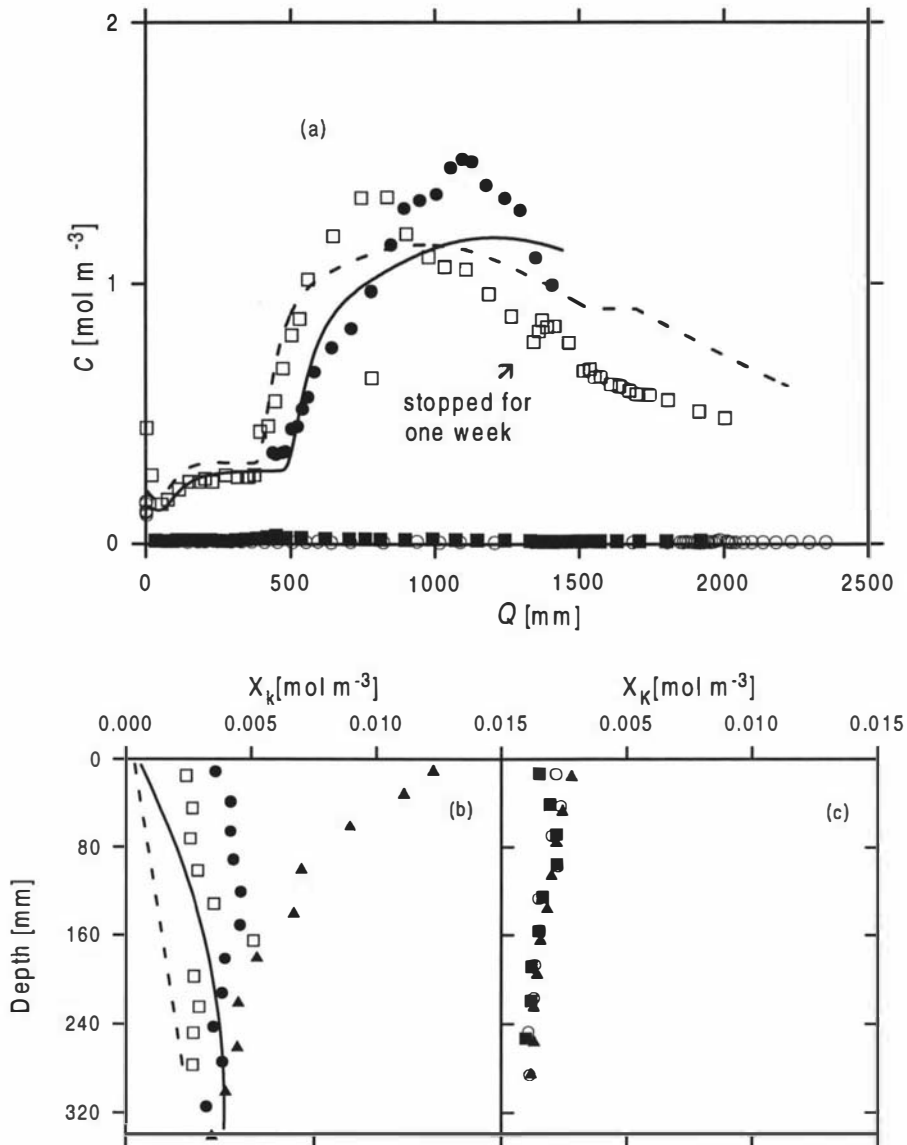 2
(a)
C [mol m -3]
1
stopped for
one week
0
0 500 1000 1500 2000 2500
Q [mm]
X_k[mol m-3] X_K[mol m-3]
0.000 0.005 0.010 0.015 0.005 0.010 0.015
0
(b) (c)
80
Depth [mm]
160
240
320